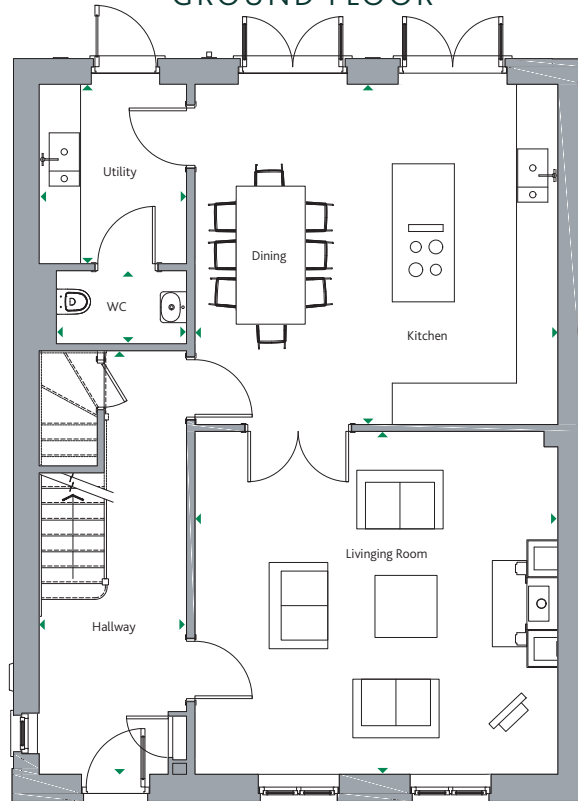 GROUND FLOOR
Utility
Dining
WC
Kitchen
Livinging Room
Hallway